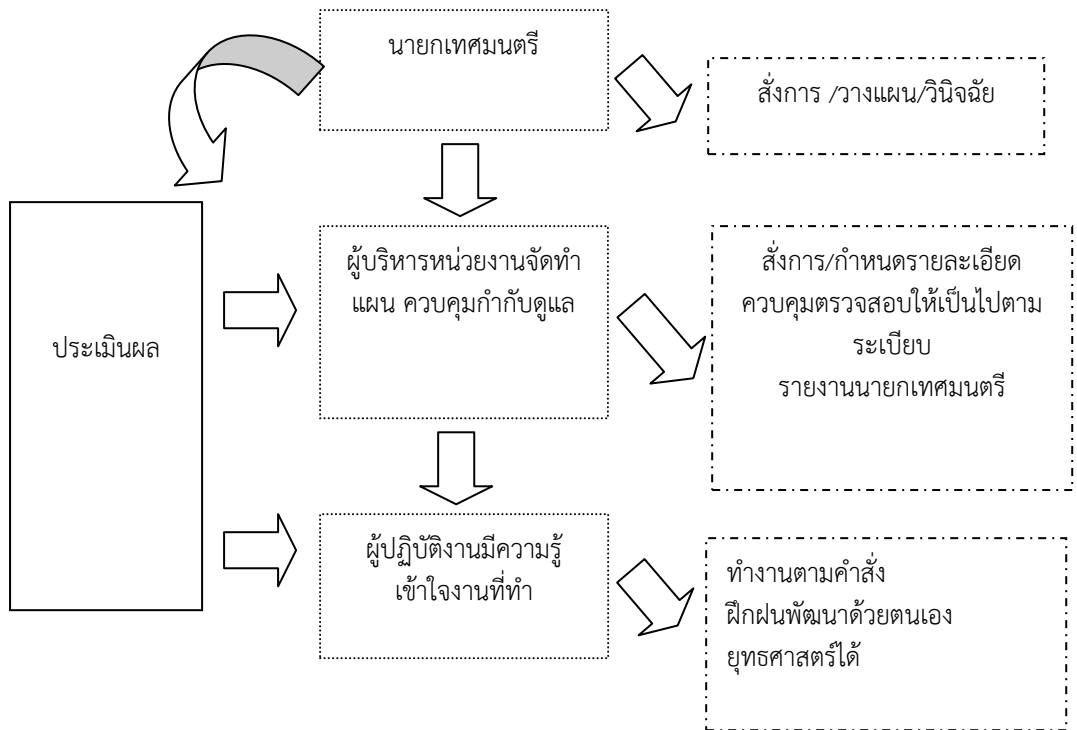 นายกเทศมนตรี
สั่งการ /วางแผน/วินิจฉัย
ประเมินผล
ผู้บริหารหน่วยงานจัดทำ
แผน ควบคุมกำกับดูแล
สั่งการ/กำหนดรายละเอียด
ควบคุมตรวจสอบให้เป็นไปตาม
ระเบียบ
รายงานนายกเทศมนตรี
ผู้ปฏิบัติงานมีความรู้
เข้าใจงานที่ทำ
ทำงานตามคำสั่ง
ฝึกฝนพัฒนาด้วยตนเอง
ยุทธศาสตร์ได้